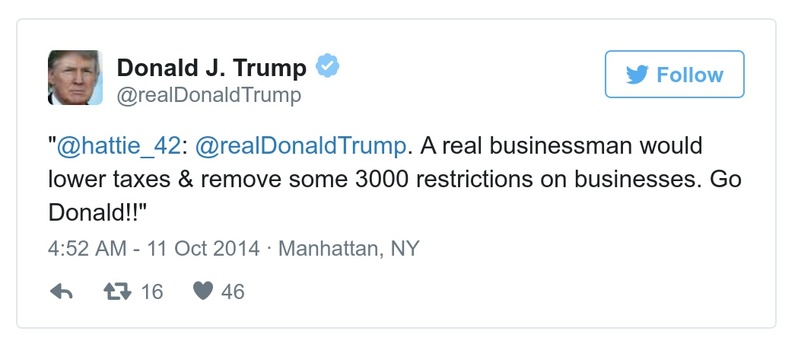 Donald J. Trump
@realDonaldTrump
Follow
"@hattie_42: @realDonaldTrump. A real businessman would
lower taxes & remove some 3000 restrictions on businesses. Go
Donald!!"
4:52 AM - 11 Oct 2014 · Manhattan, NY
16 46